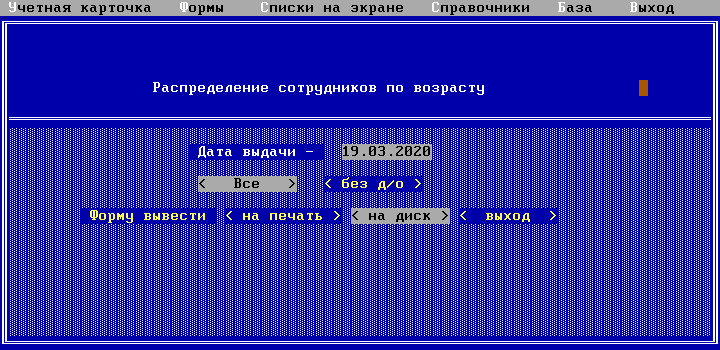 Учетная карточка Формы Списки на экране Справочники База Выход
Распределение сотрудников по возрасту
Дата выдачи - 19.03.2020
< Все > < без д/о >
Форму вывести < на печать > < на диск > < выход >